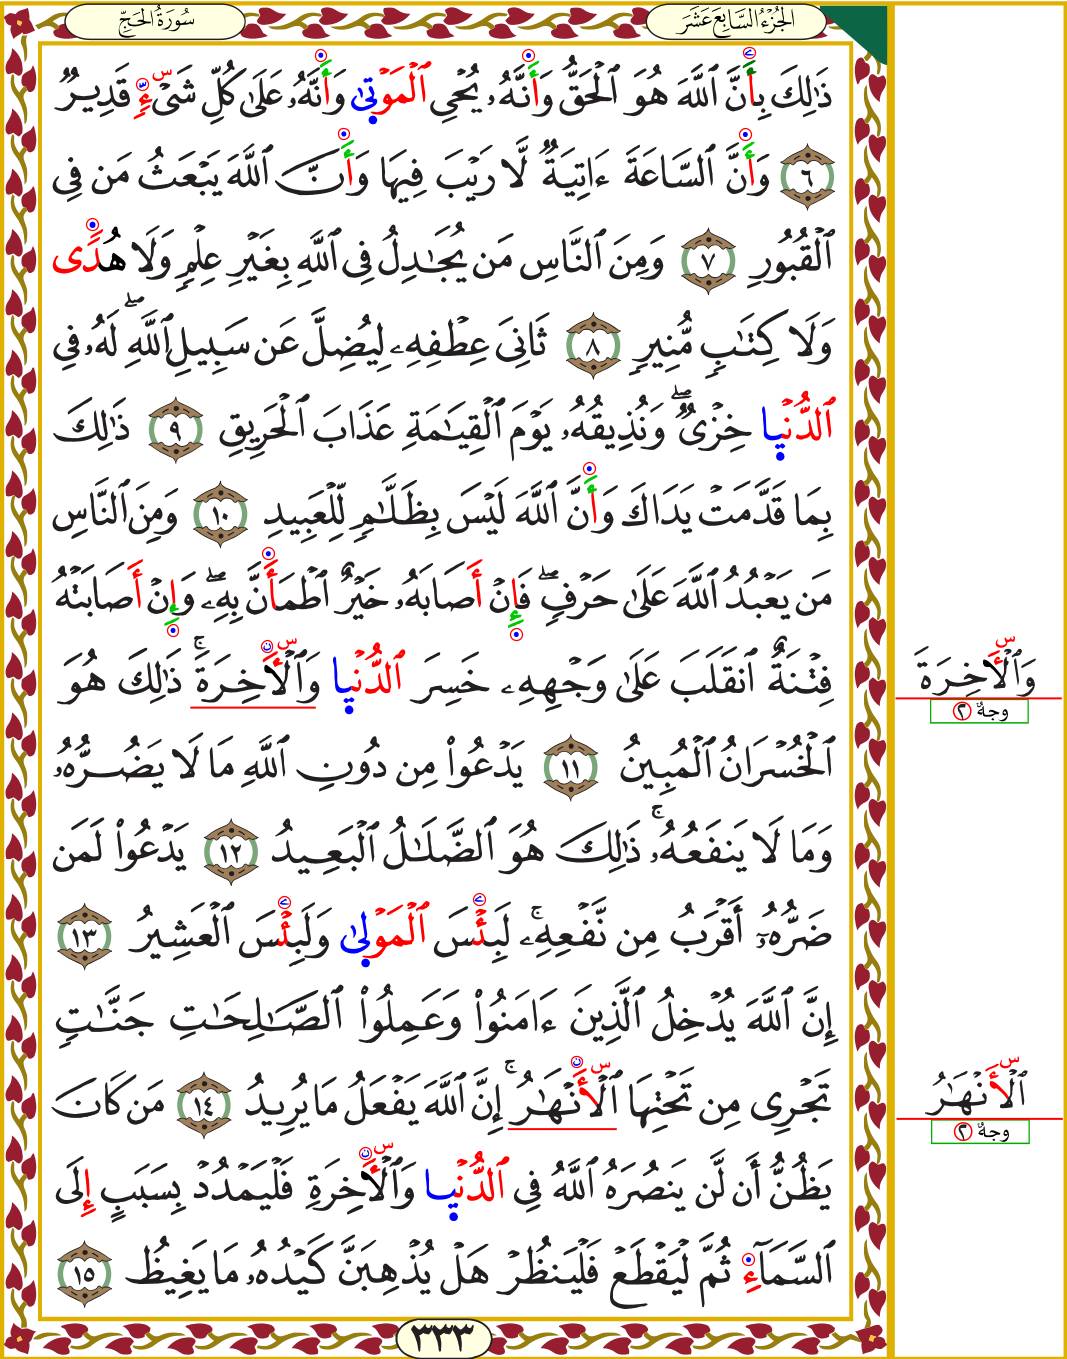 الجُزْءُ السَّابِعَ عَشَرَ
سُورَةُ الحَجِّ
ذَٰلِكَ بِأَنَّ ٱللَّهَ هُوَ ٱلْحَقُّ وَأَنَّهُۥ يُحْىِ ٱلْمَوْتَىٰ وَأَنَّهُۥ عَلَىٰ كُلِّ شَىْءٍ قَدِيرٌ
٦ وَأَنَّ ٱلسَّاعَةَ ءَاتِيَةٌ لَّا رَيْبَ فِيهَا وَأَنَّ ٱللَّهَ يَبْعَثُ مَن فِى
ٱلْقُبُورِ ٧ وَمِنَ ٱلنَّاسِ مَن يُجَٰدِلُ فِى ٱللَّهِ بِغَيْرِ عِلْمٍ وَلَا هُدًى
وَلَا كِتَٰبٍ مُّنِيرٍ ٨ ثَانِىَ عِطْفِهِۦ لِيُضِلَّ عَن سَبِيلِ ٱللَّهِ ۖ لَهُۥ فِى
ٱلدُّنْيَا خِزْىٌ ۖ وَنُذِيقُهُۥ يَوْمَ ٱلْقِيَٰمَةِ عَذَابَ ٱلْحَرِيقِ ٩ ذَٰلِكَ
بِمَا قَدَّمَتْ يَدَاكَ وَأَنَّ ٱللَّهَ لَيْسَ بِظَلَّٰمٍ لِّلْعَبِيدِ ١٠ وَمِنَ ٱلنَّاسِ
مَن يَعْبُدُ ٱللَّهَ عَلَىٰ حَرْفٍ ۖ فَإِنْ أَصَابَهُۥ خَيْرٌ ٱطْمَأَنَّ بِهِۦ ۖ وَإِنْ أَصَابَتْهُ
فِتْنَةٌ ٱنقَلَبَ عَلَىٰ وَجْهِهِۦ خَسِرَ ٱلدُّنْيَا وَٱلْأَخِرَةَ ۚ ذَٰلِكَ هُوَ
ٱلْخُسْرَانُ ٱلْمُبِينُ ١١ يَدْعُوا۟ مِن دُونِ ٱللَّهِ مَا لَا يَضُرُّهُۥ
وَمَا لَا يَنفَعُهُۥ ۚ ذَٰلِكَ هُوَ ٱلضَّلَٰلُ ٱلْبَعِيدُ ١٢ يَدْعُوا۟ لَمَن
ضَرُّهُۥٓ أَقْرَبُ مِن نَّفْعِهِۦ ۚ لَبِئْسَ ٱلْمَوْلَىٰ وَلَبِئْسَ ٱلْعَشِيرُ ١٣
إِنَّ ٱللَّهَ يُدْخِلُ ٱلَّذِينَ ءَامَنُوا۟ وَعَمِلُوا۟ ٱلصَّٰلِحَٰتِ جَنَّٰتٍ
تَجْرِى مِن تَحْتِهَا ٱلْأَنْهَٰرُ ۚ إِنَّ ٱللَّهَ يَفْعَلُ مَا يُرِيدُ ١٤ مَن كَانَ
يَظُنُّ أَن لَّن يَنصُرَهُ ٱللَّهُ فِى ٱلدُّنْيَا وَٱلْأَخِرَةِ فَلْيَمْدُدْ بِسَبَبٍ إِلَى
ٱلسَّمَآءِ ثُمَّ لْيَقْطَعْ فَلْيَنظُرْ هَلْ يُذْهِبَنَّ كَيْدُهُۥ مَا يَغِيظُ ١٥
وَٱلْأَخِرَةَ
وجهٌ ٢
ٱلْأَنْهَٰرُ
وجهٌ ٢
٣٣٣